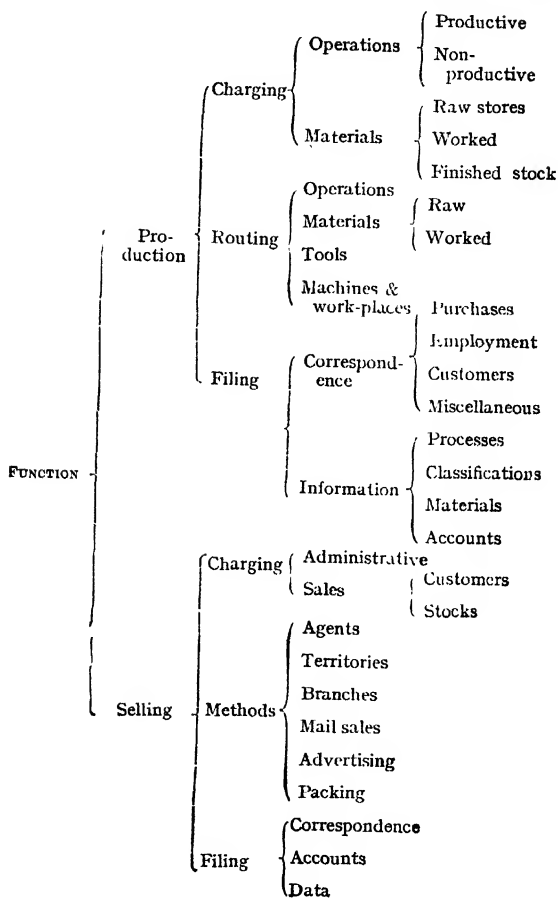 Productive
Operations
Non-
productive
Charging
Raw stores
Materials
Worked
Finished stock
Operations
Raw
Materials
Pro-
duction
Routing
Worked
Tools
Machines &
work-places
Purchases
Employment
Correspond-
ence
Filing
Customers
Miscellaneous
Processes
FUNCTION
Classifications
Information
Materials
Accounts
Charging
Administrative
Customers
Sales
Stocks
Agents
Territories
Branches
Selling
Methods
Mail sales
Advertising
Packing
Correspondence
Filing
Accounts
Data